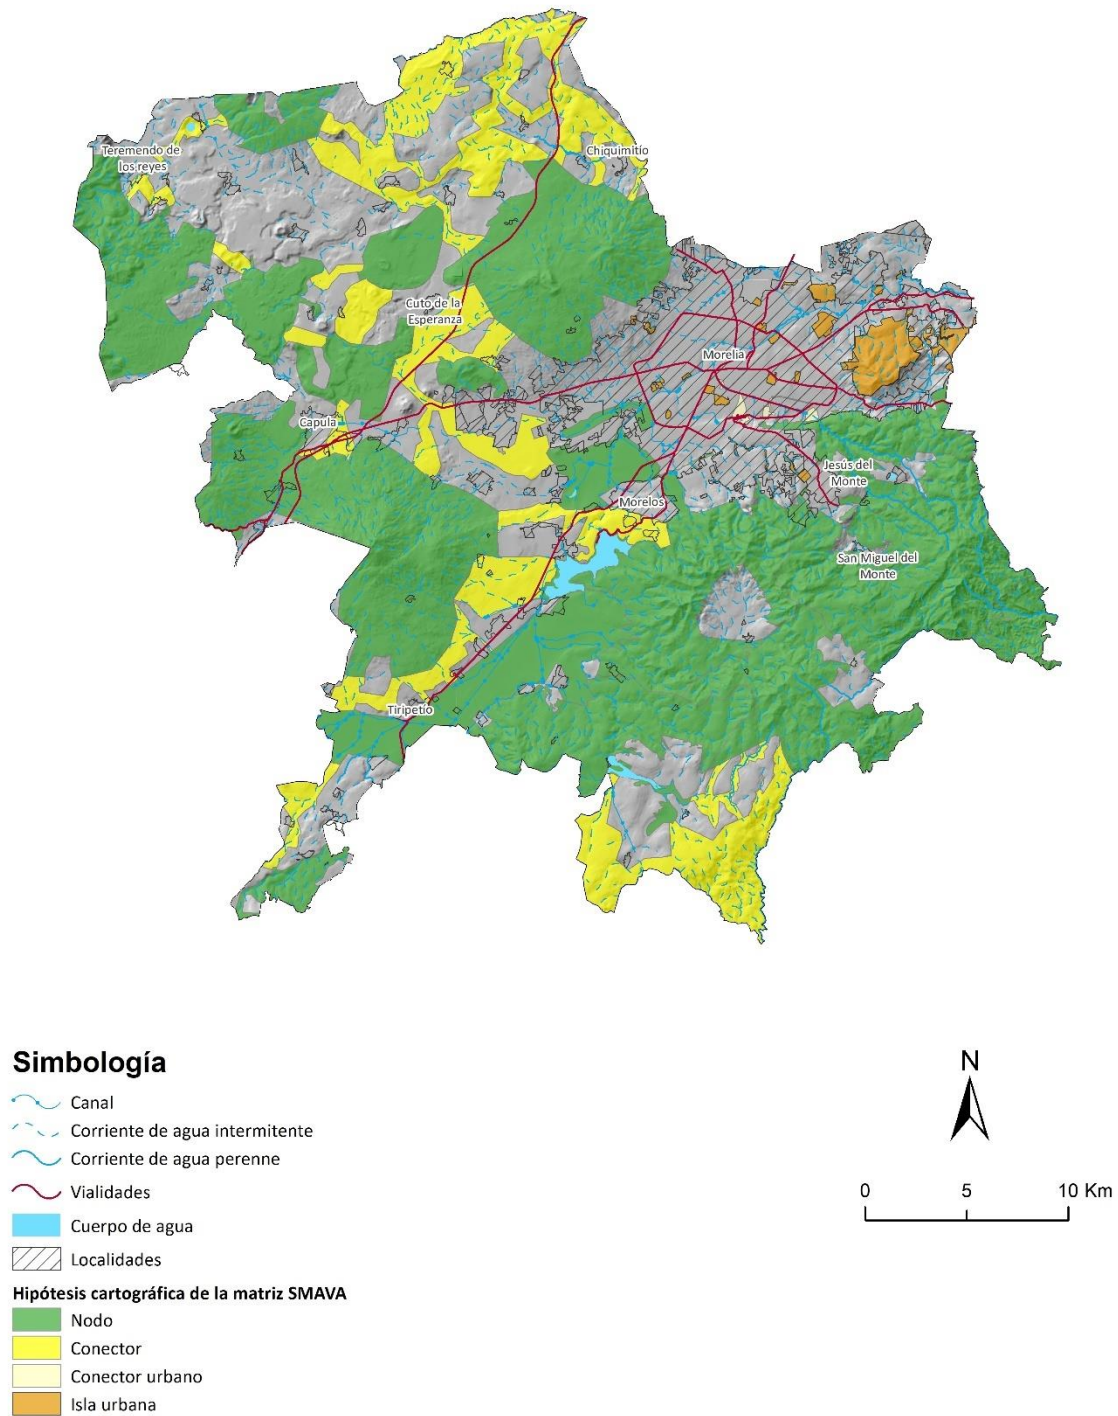 Teremendo de
los reyes
Chiquimitío
Cuto de la
Esperanza
Morelia
Capula
Jesús del
Monte
Morelos
San Miguel del
Monte
Tiripetío
Simbología
Canal
Corriente de agua intermitente
Corriente de agua perenne
Vialidades
Cuerpo de agua
Localidades
Hipótesis cartográfica de la matriz SMAVA
Nodo
Conector
Conector urbano
Isla urbana
N
0 5 10 Km